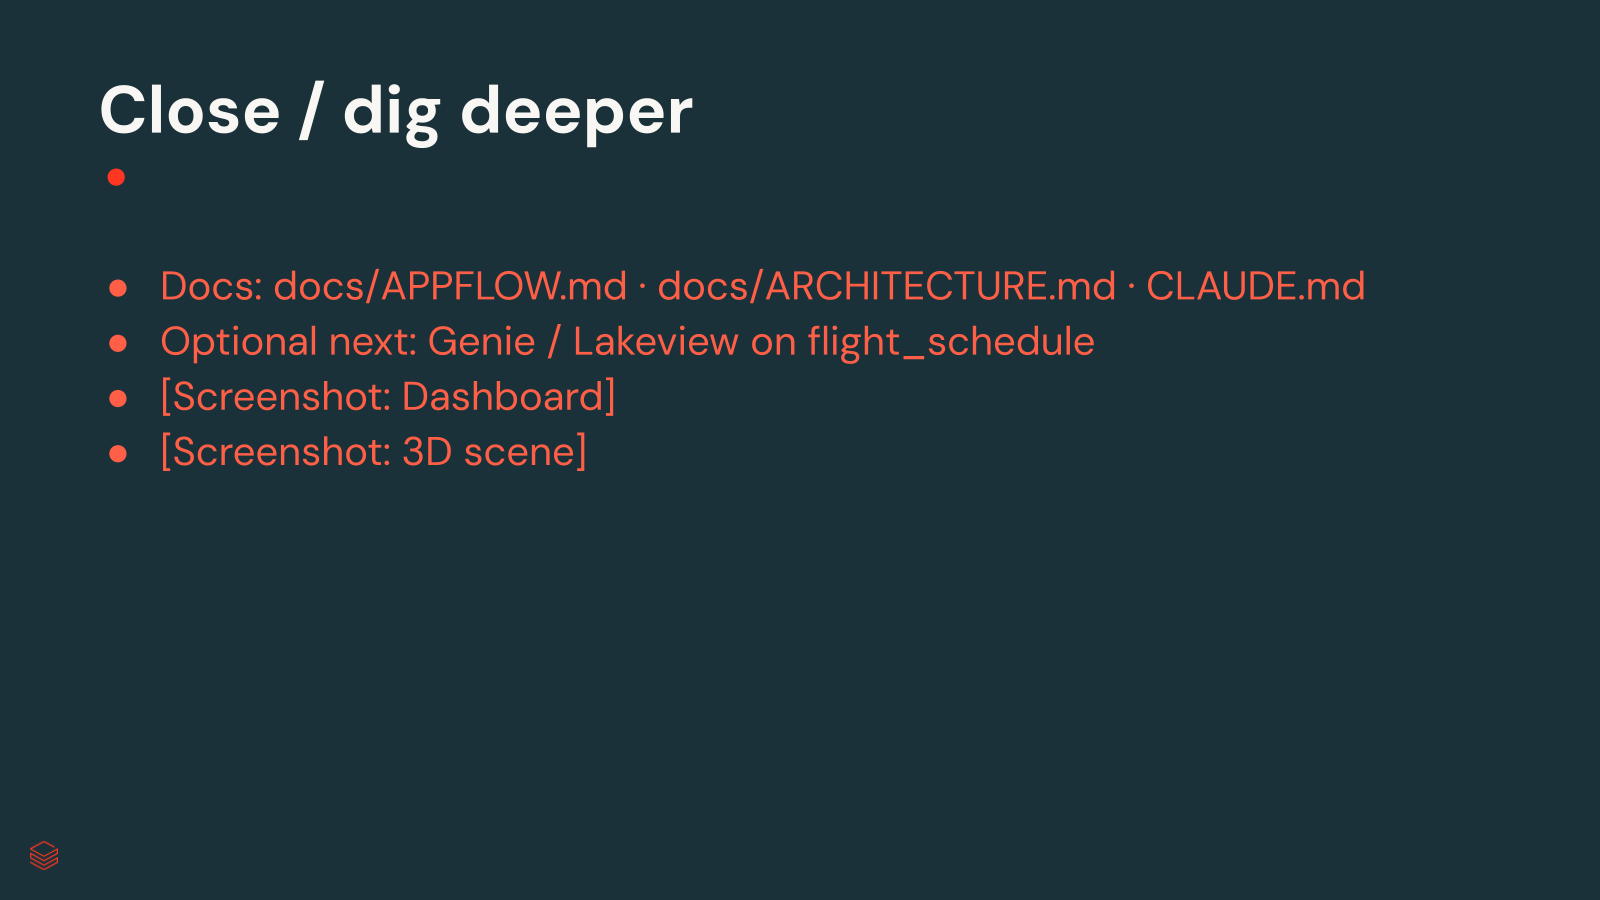 Close / dig deeper
●
● Docs: docs/APPFLOW.md · docs/ARCHITECTURE.md · CLAUDE.md
● Optional next: Genie / Lakeview on flight_schedule
● [Screenshot: Dashboard]
● [Screenshot: 3D scene]